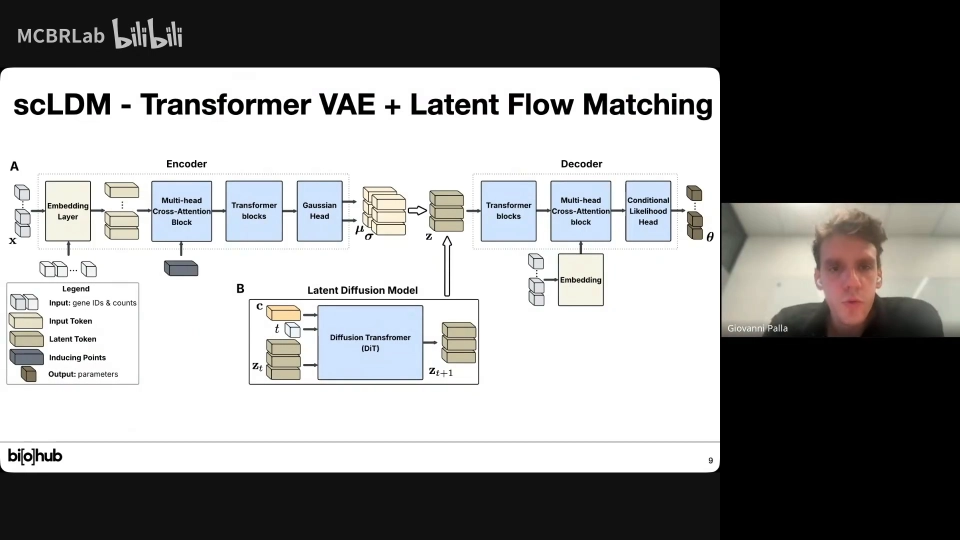 MCBRLab bilibili
scLDM - Transformer VAE + Latent Flow Matching
A
Encoder
Decoder
x
Embedding
Layer
Multi-head
Cross-Attention
Block
Transformer
blocks
Gaussian
Head
μ
σ
z
Transformer
blocks
Multi-head
Cross-Attention
block
Conditional
Likelihood
Head
θ
...
Embedding
Legend
Input: gene IDs & counts
Input Token
Latent Token
Inducing Points
Output: parameters
B
Latent Diffusion Model
c
t
z_t
Diffusion Transfromer
(DiT)
z_{t+1}
Giovanni Palla
bi[o]hub
9